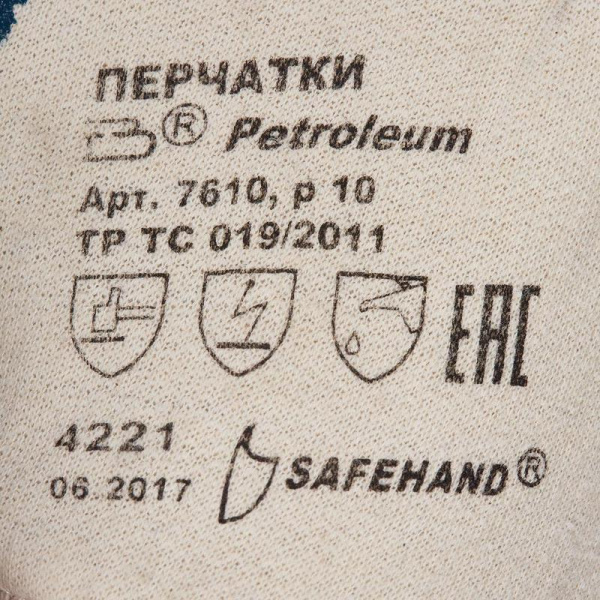 ПЕРЧАТКИ
® Petroleum
Арт. 7610, р 10
ТР ТС 019/2011
EAC
4221
06.2017
SAFEHAND®